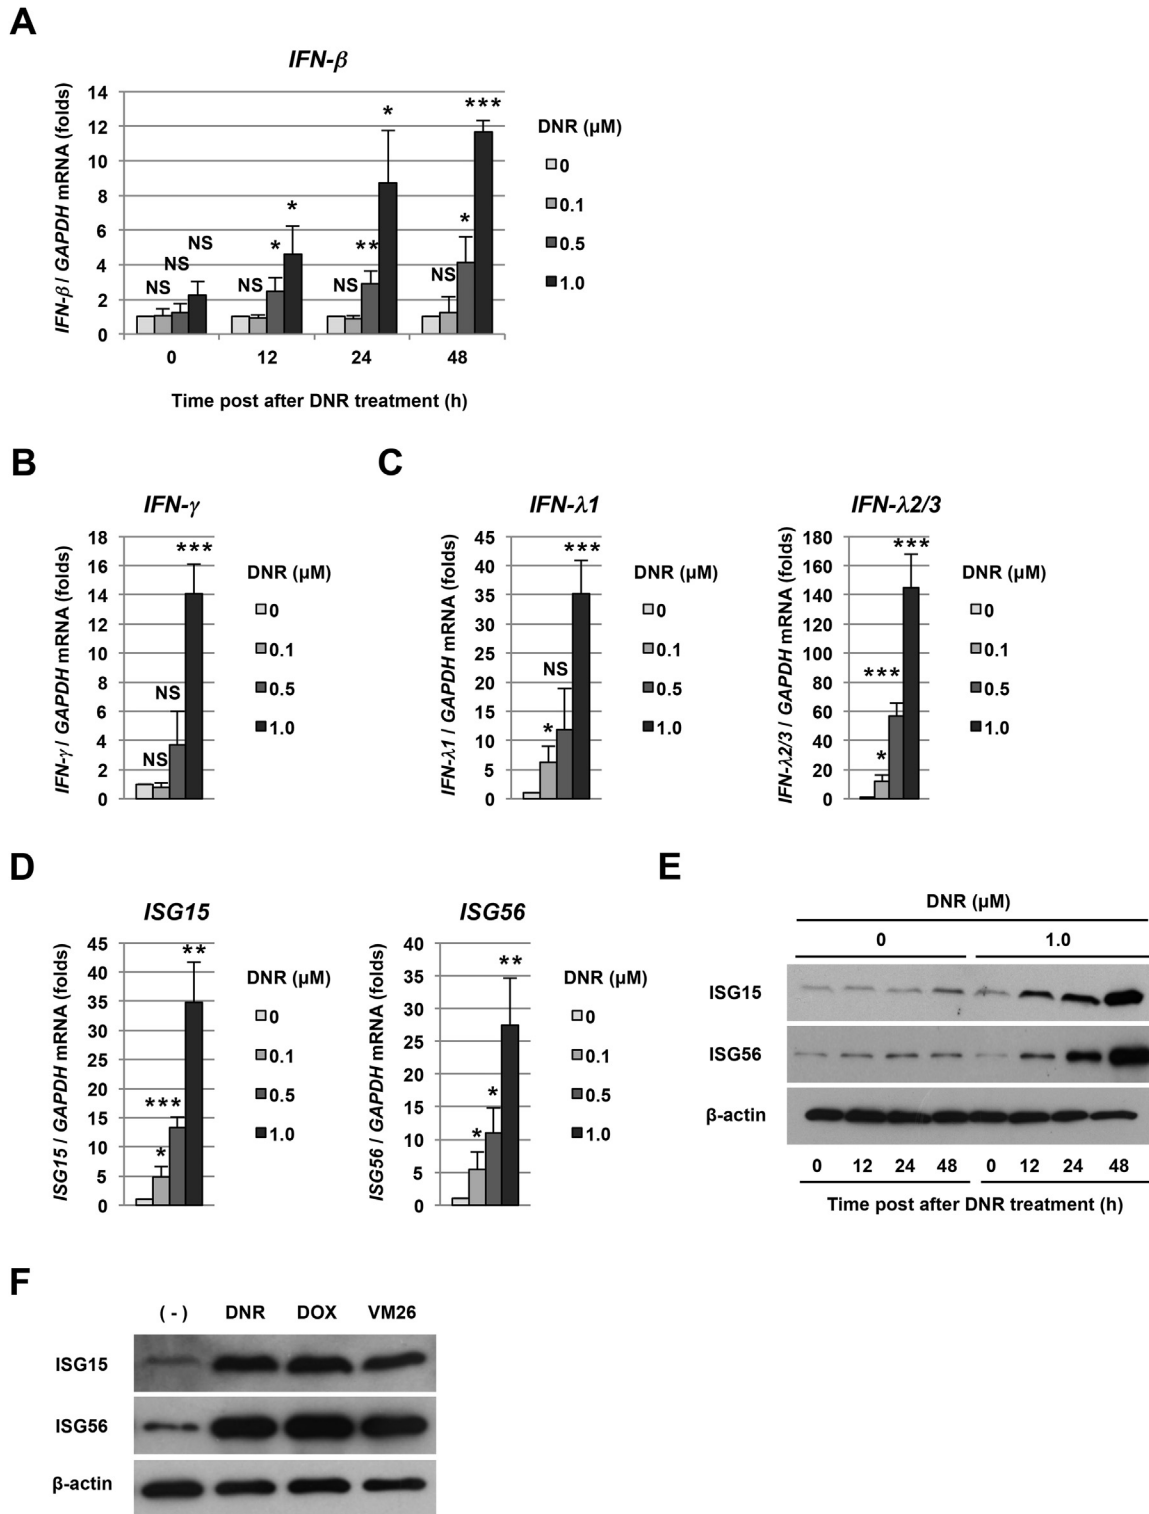 A
IFN-β
IFN-β / GAPDH mRNA (folds)
14
12
10
8
6
4
2
0
NS
NS
NS
NS
*
*
NS
**
*
NS
*
***
0 12 24 48
Time post after DNR treatment (h)
DNR (μM)
0
0.1
0.5
1.0
B
IFN-γ
IFN-γ / GAPDH mRNA (folds)
18
16
14
12
10
8
6
4
2
0
NS
NS
***
DNR (μM)
0
0.1
0.5
1.0
C
IFN-λ1
IFN-λ1 / GAPDH mRNA (folds)
45
40
35
30
25
20
15
10
5
0
*
NS
***
DNR (μM)
0
0.1
0.5
1.0
IFN-λ2/3
IFN-λ2/3 / GAPDH mRNA (folds)
180
160
140
120
100
80
60
40
20
0
*
***
***
DNR (μM)
0
0.1
0.5
1.0
D
ISG15
ISG15 / GAPDH mRNA (folds)
45
40
35
30
25
20
15
10
5
0
*
***
**
DNR (μM)
0
0.1
0.5
1.0
ISG56
ISG56 / GAPDH mRNA (folds)
40
35
30
25
20
15
10
5
0
*
*
**
DNR (μM)
0
0.1
0.5
1.0
E
DNR (μM)
0 1.0
ISG15
ISG56
β-actin
0 12 24 48 0 12 24 48
Time post after DNR treatment (h)
F
( - ) DNR DOX VM26
ISG15
ISG56
β-actin